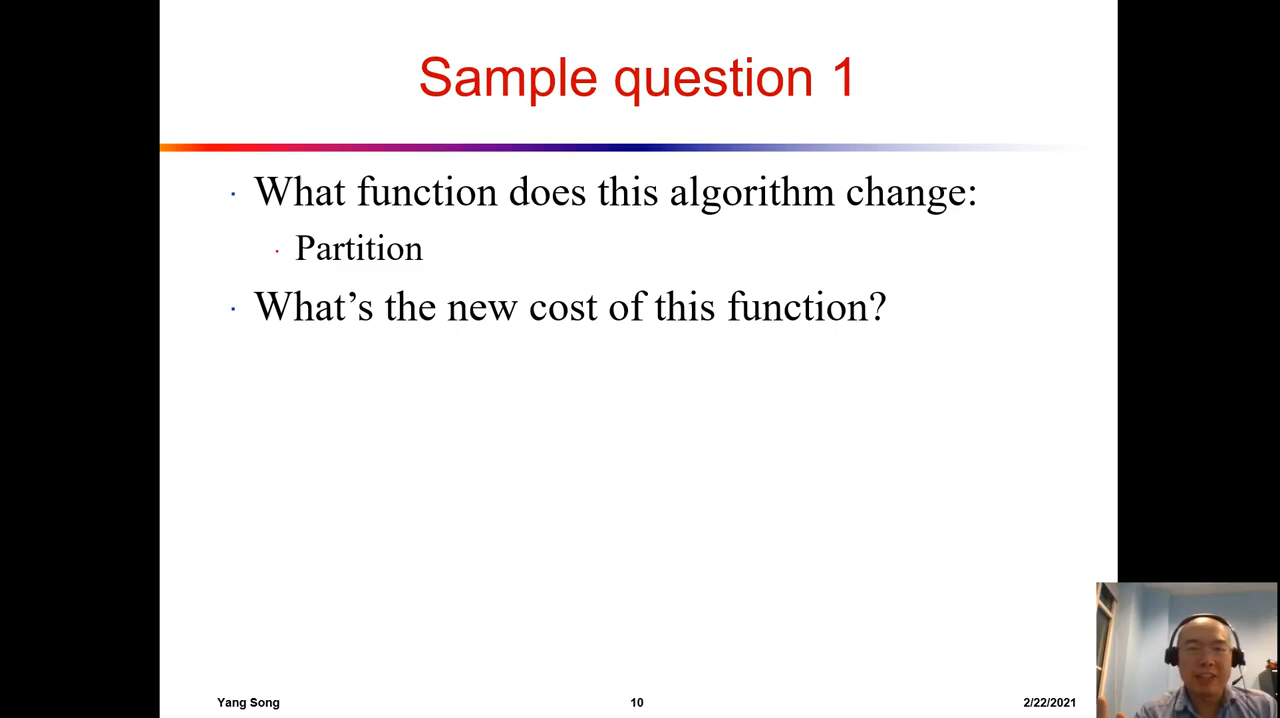 Sample question 1
· What function does this algorithm change:
· Partition
· What’s the new cost of this function?
Yang Song
10
2/22/2021